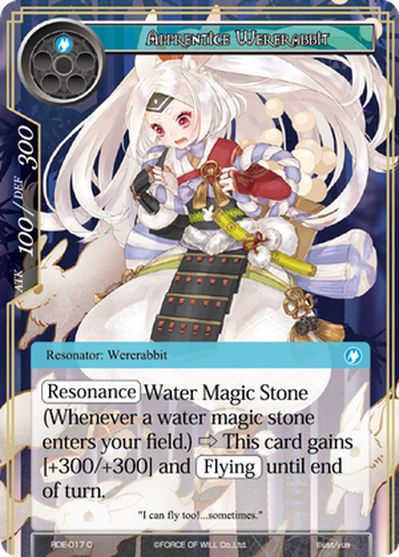 Apprentice Wererabbit
ATK 100 / DEF 300
Resonator: Wererabbit
Resonance Water Magic Stone
(Whenever a water magic stone
enters your field.) ⇨ This card gains
[+300/+300] and Flying until end
of turn.
"I can fly too!...sometimes."
RDE-017 C ©FORCE OF WILL Co.,Ltd. Illust/yua